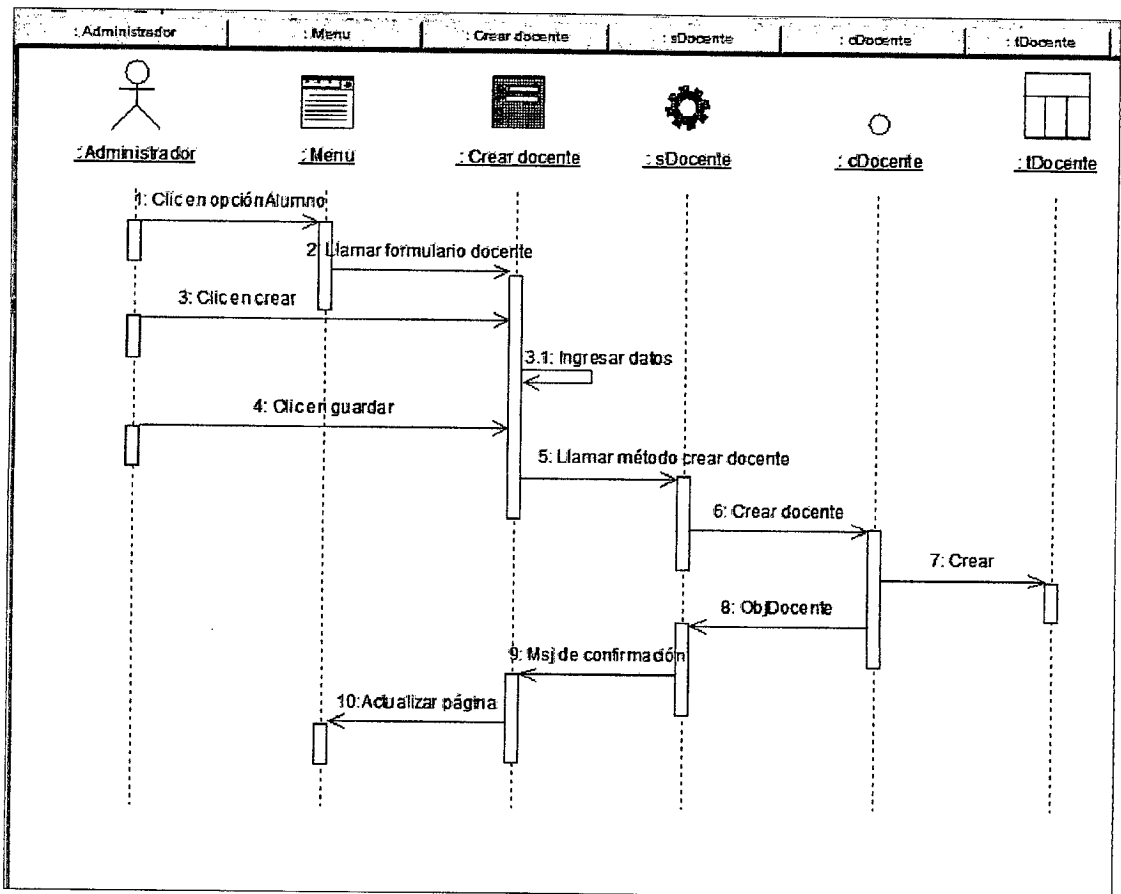 : Administrador
: Menu
: Crear docente
: sDocente
: cDocente
: tDocente
: Administrador
: Menu
: Crear docente
: sDocente
: cDocente
: tDocente
1: Clic en opción Alumno
2: Llamar formulario docente
3: Clic en crear
3.1: Ingresar datos
4: Clic en guardar
5: Llamar método crear docente
6: Crear docente
7: Crear
8: ObjDocente
9: Msj de confirmación
10: Actualizar página